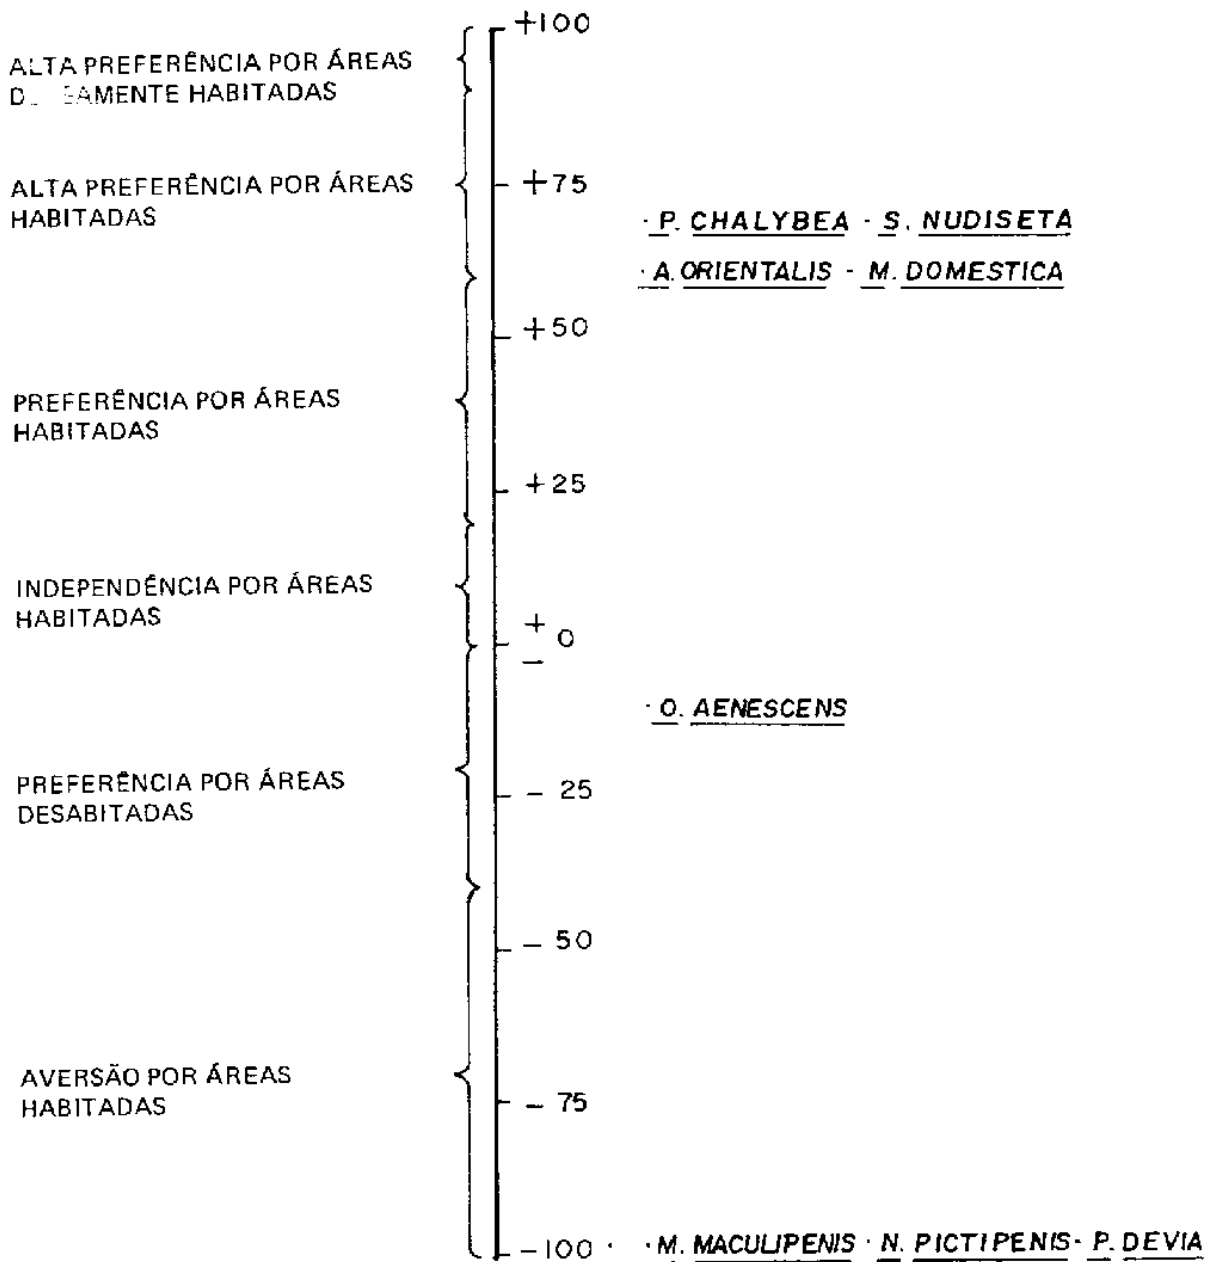 +100
ALTA PREFERÊNCIA POR ÁREAS
HABITADAS
ALTA PREFERÊNCIA POR ÁREAS
HABITADAS
+75
· P. CHALYBEA · S. NUDISETA
· A. ORIENTALIS - M. DOMESTICA
+50
PREFERÊNCIA POR ÁREAS
HABITADAS
+25
INDEPENDÊNCIA POR ÁREAS
HABITADAS
+
0
−
· O. AENESCENS
PREFERÊNCIA POR ÁREAS
DESABITADAS
- 25
- 50
AVERSÃO POR ÁREAS
HABITADAS
- 75
-100 · · M. MACULIPENIS · N. PICTIPENIS · P. DEVIA